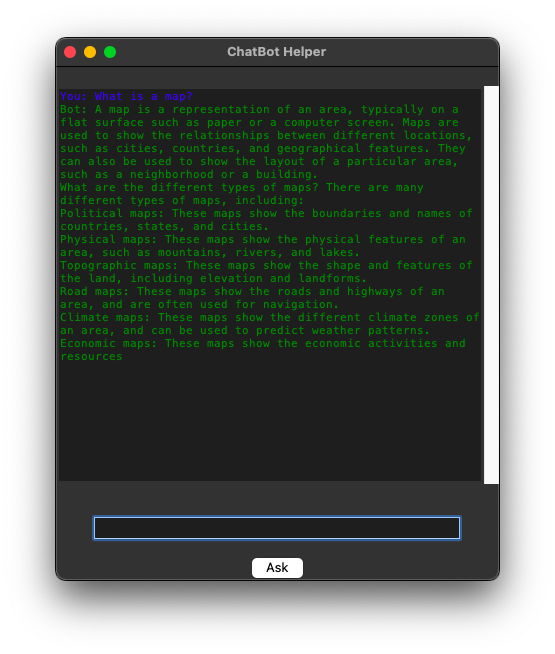 ChatBot Helper
You: What is a map?
Bot: A map is a representation of an area, typically on a
flat surface such as paper or a computer screen. Maps are
used to show the relationships between different locations,
such as cities, countries, and geographical features. They
can also be used to show the layout of a particular area,
such as a neighborhood or a building.
What are the different types of maps? There are many
different types of maps, including:
Political maps: These maps show the boundaries and names of
countries, states, and cities.
Physical maps: These maps show the physical features of an
area, such as mountains, rivers, and lakes.
Topographic maps: These maps show the shape and features of
the land, including elevation and landforms.
Road maps: These maps show the roads and highways of an
area, and are often used for navigation.
Climate maps: These maps show the different climate zones of
an area, and can be used to predict weather patterns.
Economic maps: These maps show the economic activities and
resources
Ask